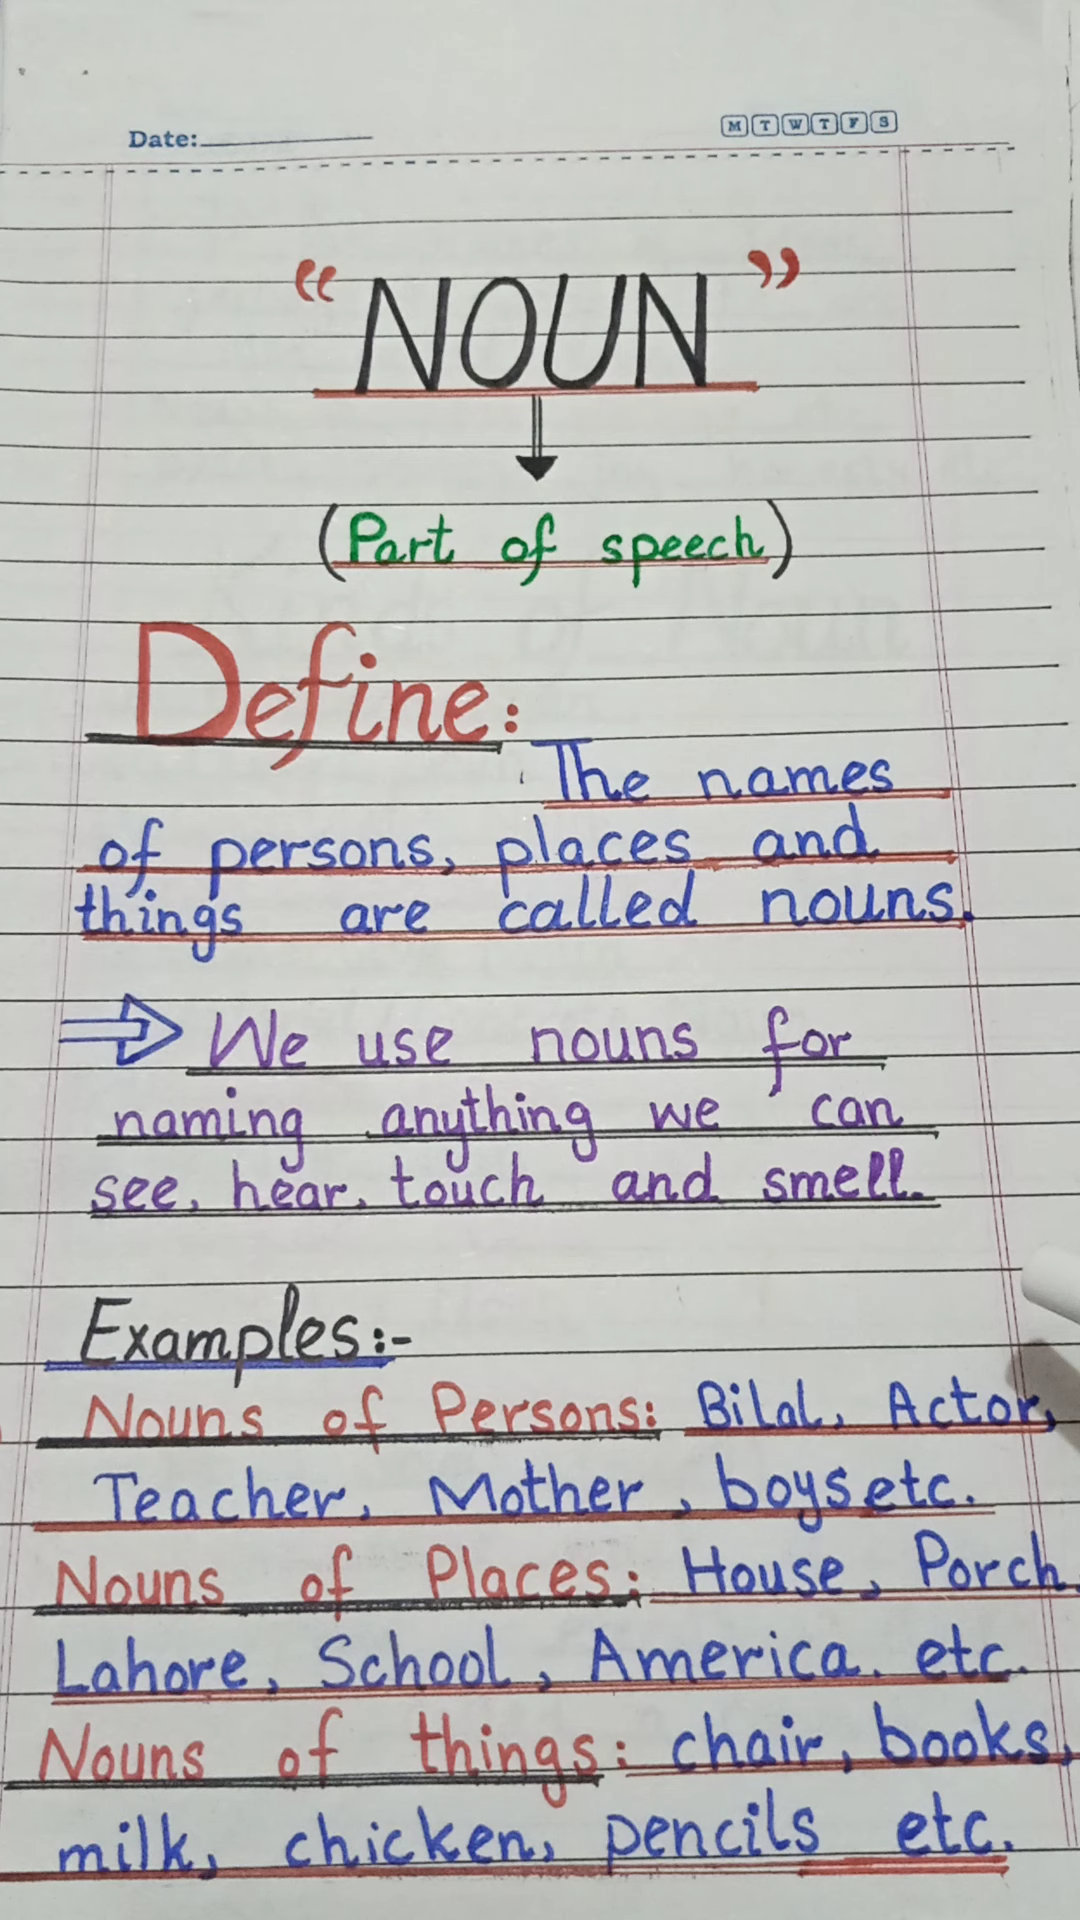 Date:
M T W T F S
"NOUN"
(Part of speech)
Define:
The names
of persons, places and
things are called nouns.
We use nouns for
naming anything we can
see, hear, touch and smell.
Examples:-
Nouns of Persons: Bilal, Actor,
Teacher, Mother, boys etc.
Nouns of Places: House, Porch,
Lahore, School, America, etc.
Nouns of things: chair, books,
milk, chicken, pencils etc.